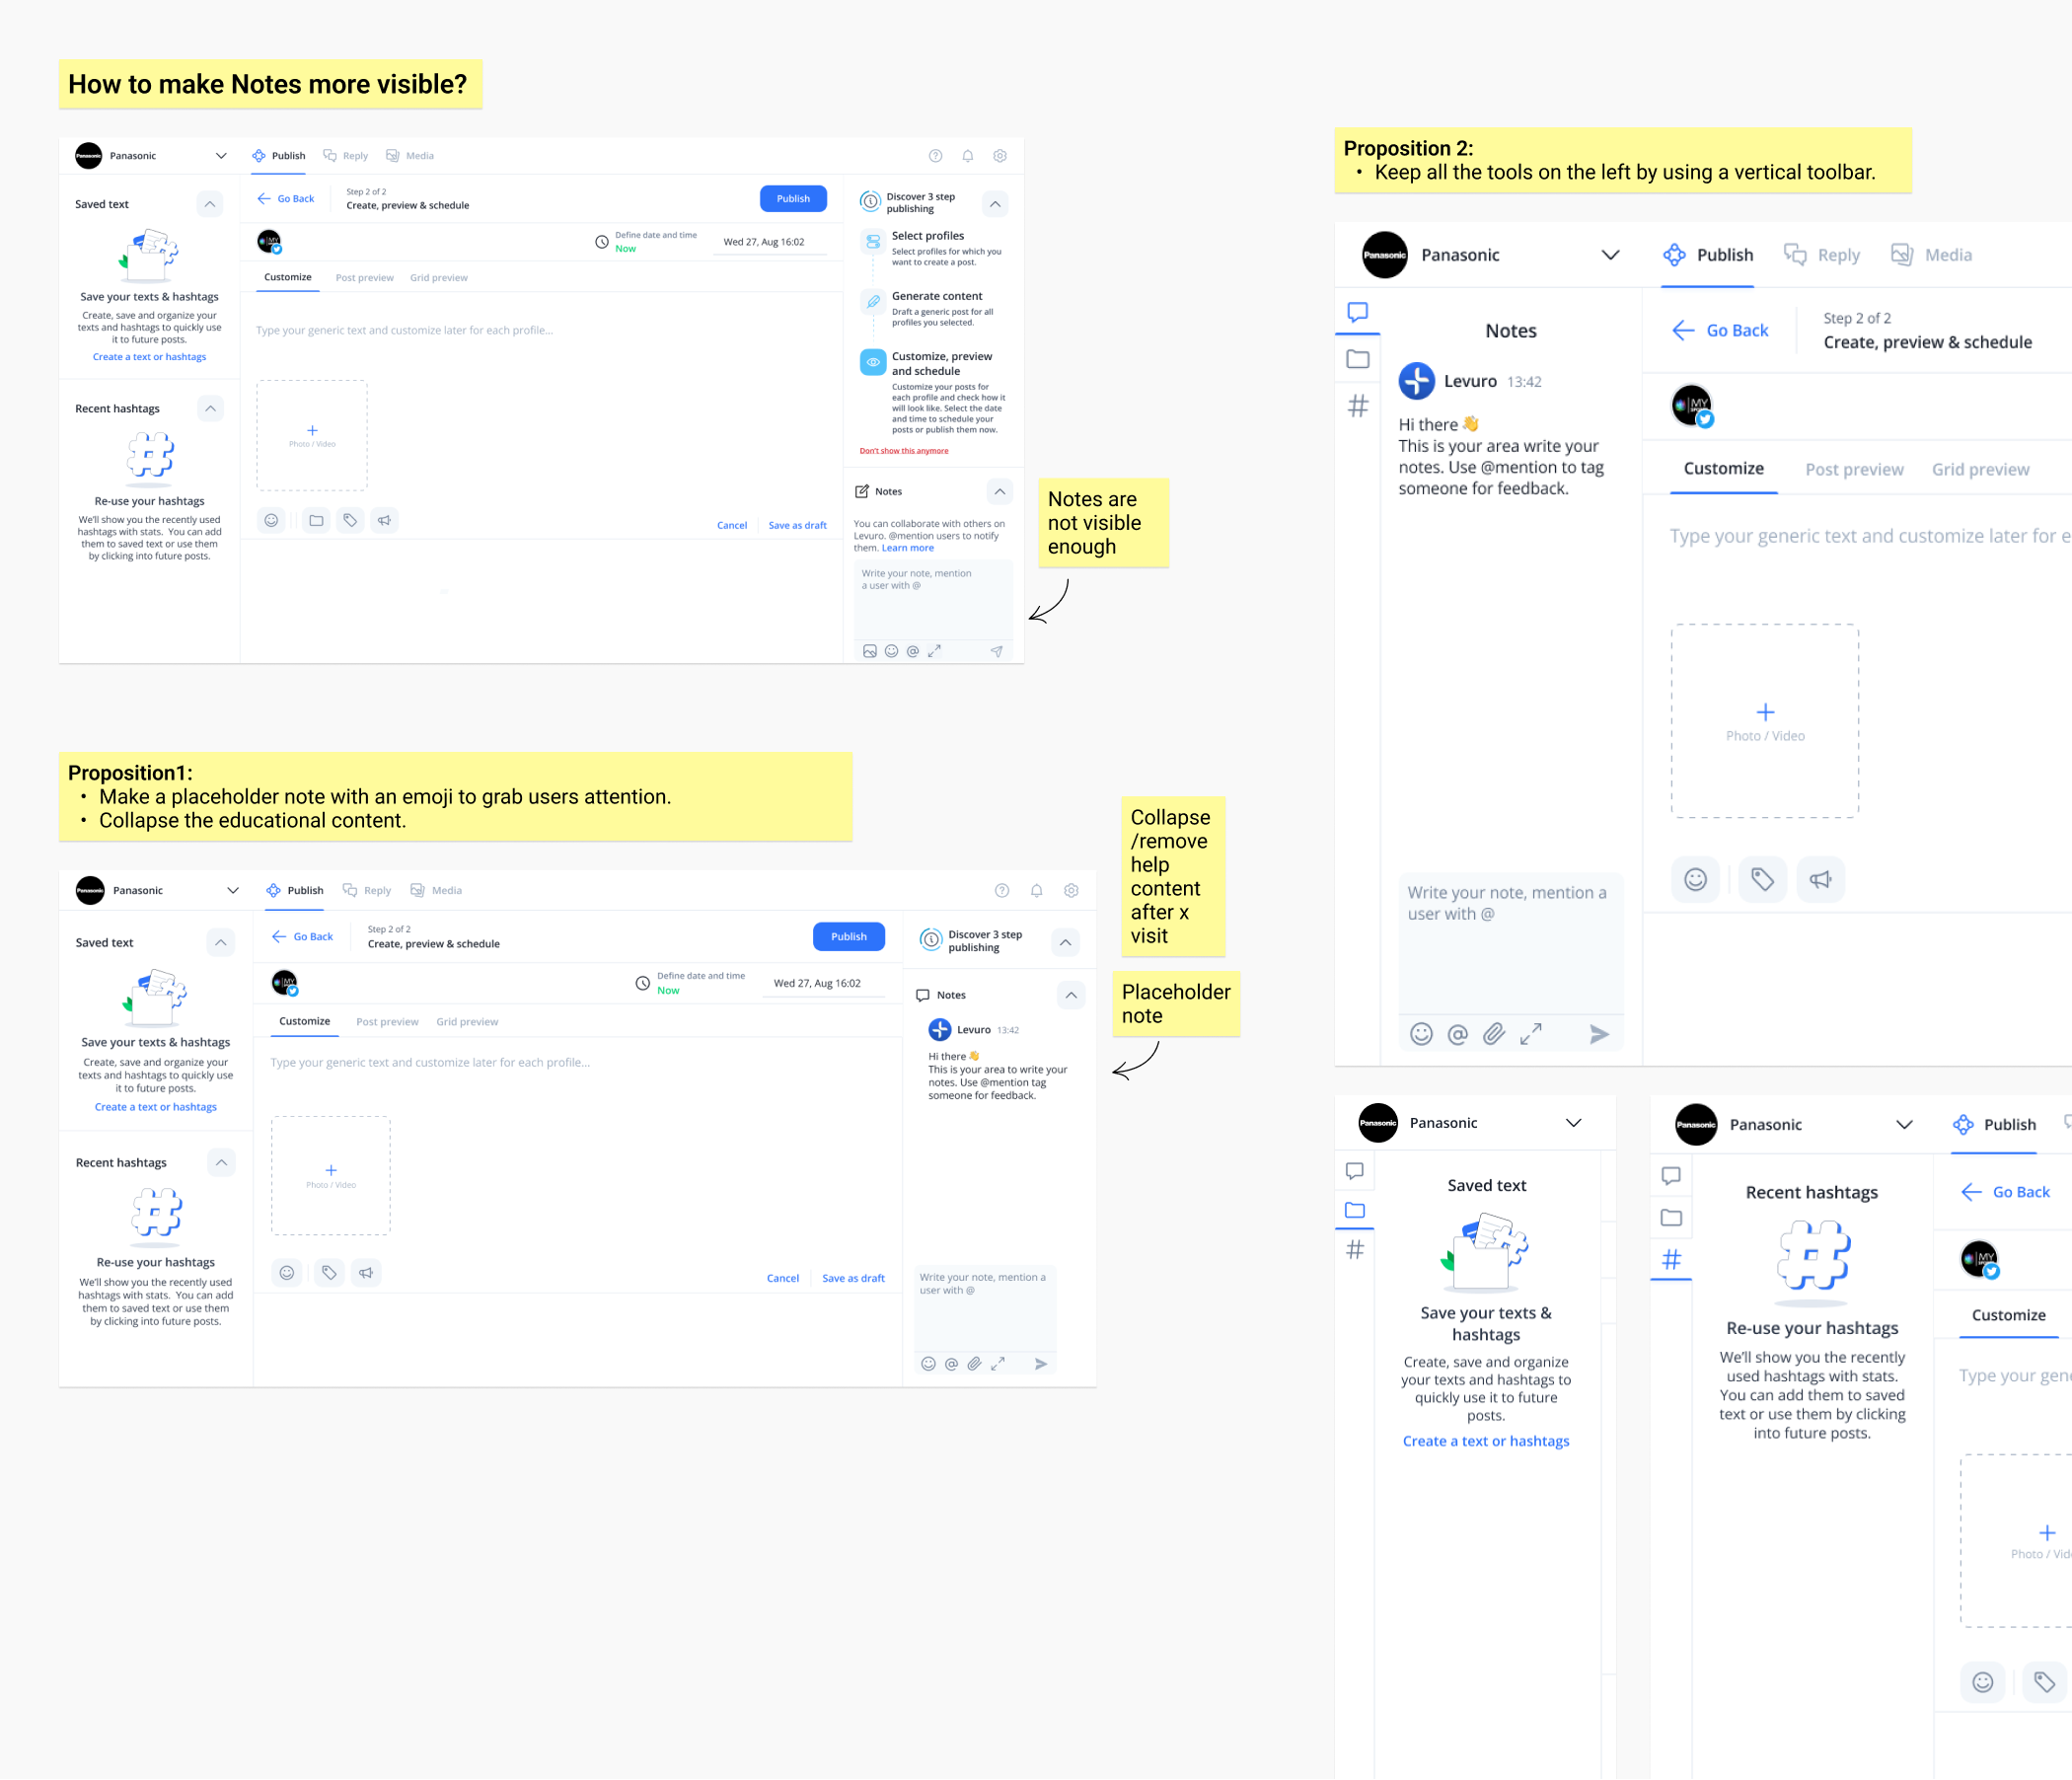 How to make Notes more visible?
Panasonic
Panasonic
Publish
Reply
Media
Saved text
Save your texts & hashtags
Create, save and organize your
texts and hashtags to quickly use
it to future posts.
Create a text or hashtags
Recent hashtags
Re-use your hashtags
We'll show you the recently used
hashtags with stats. You can add
them to saved text or use them
by clicking into future posts.
Go Back
Step 2 of 2
Create, preview & schedule
Publish
MY
Define date and time
Now
Wed 27, Aug 16:02
Customize
Post preview
Grid preview
Type your generic text and customize later for each profile...
+
Photo / Video
Cancel
Save as draft
Discover 3 step
publishing
Select profiles
Select profiles for which you
want to create a post.
Generate content
Draft a generic post for all
profiles you selected.
Customize, preview
and schedule
Customize your posts for
each profile and check how it
will look like. Select the date
and time to schedule your
posts or publish them now.
Don't show this anymore
Notes
You can collaborate with others on
Levuro. @mention users to notify
them. Learn more
Write your note, mention
a user with @
@
Notes are
not visible
enough
Proposition1:
• Make a placeholder note with an emoji to grab users attention.
• Collapse the educational content.
Panasonic
Panasonic
Publish
Reply
Media
Saved text
Save your texts & hashtags
Create, save and organize your
texts and hashtags to quickly use
it to future posts.
Create a text or hashtags
Recent hashtags
Re-use your hashtags
We'll show you the recently used
hashtags with stats. You can add
them to saved text or use them
by clicking into future posts.
Go Back
Step 2 of 2
Create, preview & schedule
Publish
MY
Define date and time
Now
Wed 27, Aug 16:02
Customize
Post preview
Grid preview
Type your generic text and customize later for each profile...
+
Photo / Video
Cancel
Save as draft
Discover 3 step
publishing
Notes
Levuro 13:42
Hi there 👋
This is your area to write your
notes. Use @mention tag
someone for feedback.
Write your note, mention a
user with @
@
Collapse
/remove
help
content
after x
visit
Placeholder
note
Proposition 2:
• Keep all the tools on the left by using a vertical toolbar.
Panasonic
Panasonic
Publish
Reply
Media
#
Notes
Levuro 13:42
Hi there 👋
This is your area write your
notes. Use @mention to tag
someone for feedback.
Write your note, mention a
user with @
@
Go Back
Step 2 of 2
Create, preview & schedule
MY
Customize
Post preview
Grid preview
Type your generic text and customize later for e
+
Photo / Video
Panasonic
Panasonic
#
Saved text
Save your texts &
hashtags
Create, save and organize
your texts and hashtags to
quickly use it to future
posts.
Create a text or hashtags
Panasonic
Panasonic
Publish
#
Recent hashtags
Re-use your hashtags
We'll show you the recently
used hashtags with stats.
You can add them to saved
text or use them by clicking
into future posts.
Go Back
MY
Customize
Type your gen
+
Photo / Vid